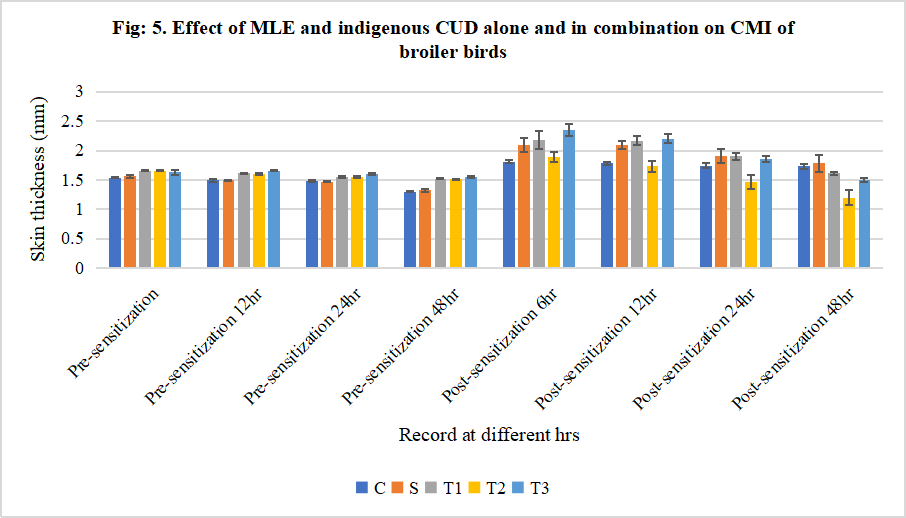 Fig: 5. Effect of MLE and indigenous CUD alone and in combination on CMI of
broiler birds
Skin thickness (mm)
3
2.5
2
1.5
1
0.5
0
Pre-sensitization
Pre-sensitization 12hr
Pre-sensitization 24hr
Pre-sensitization 48hr
Post-sensitization 6hr
Post-sensitization 12hr
Post-sensitization 24hr
Post-sensitization 48hr
Record at different hrs
C S T1 T2 T3